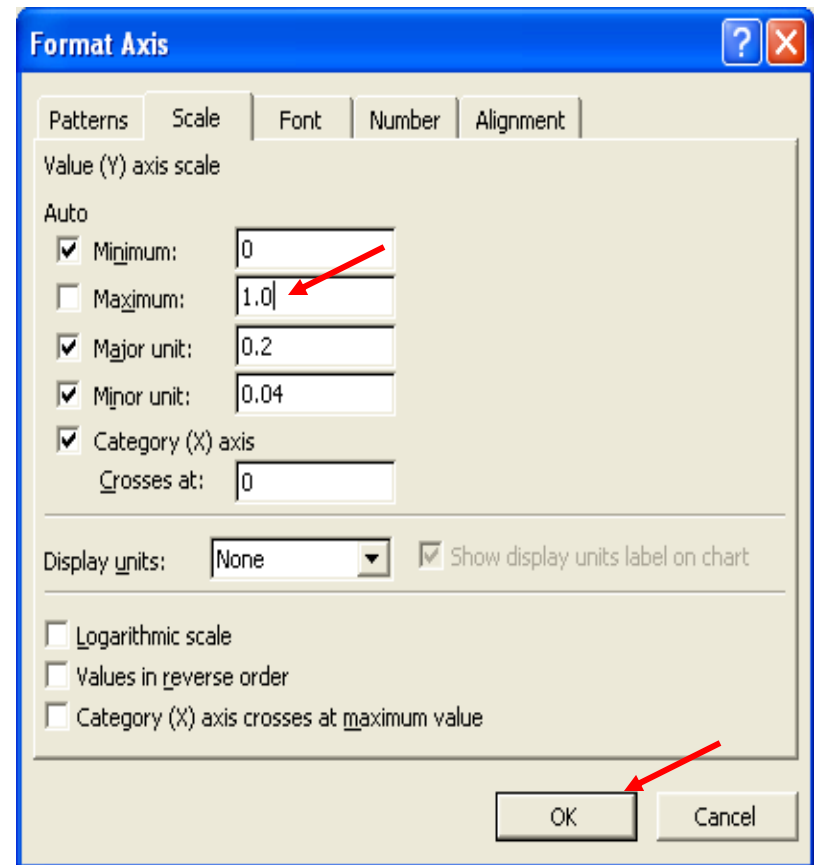 Format Axis ?
Patterns Scale Font Number Alignment
Value (Y) axis scale
Auto
Minimum: 0
Maximum: 1.0
Major unit: 0.2
Minor unit: 0.04
Category (X) axis
Crosses at: 0
Display units: None Show display units label on chart
Logarithmic scale
Values in reverse order
Category (X) axis crosses at maximum value
OK Cancel